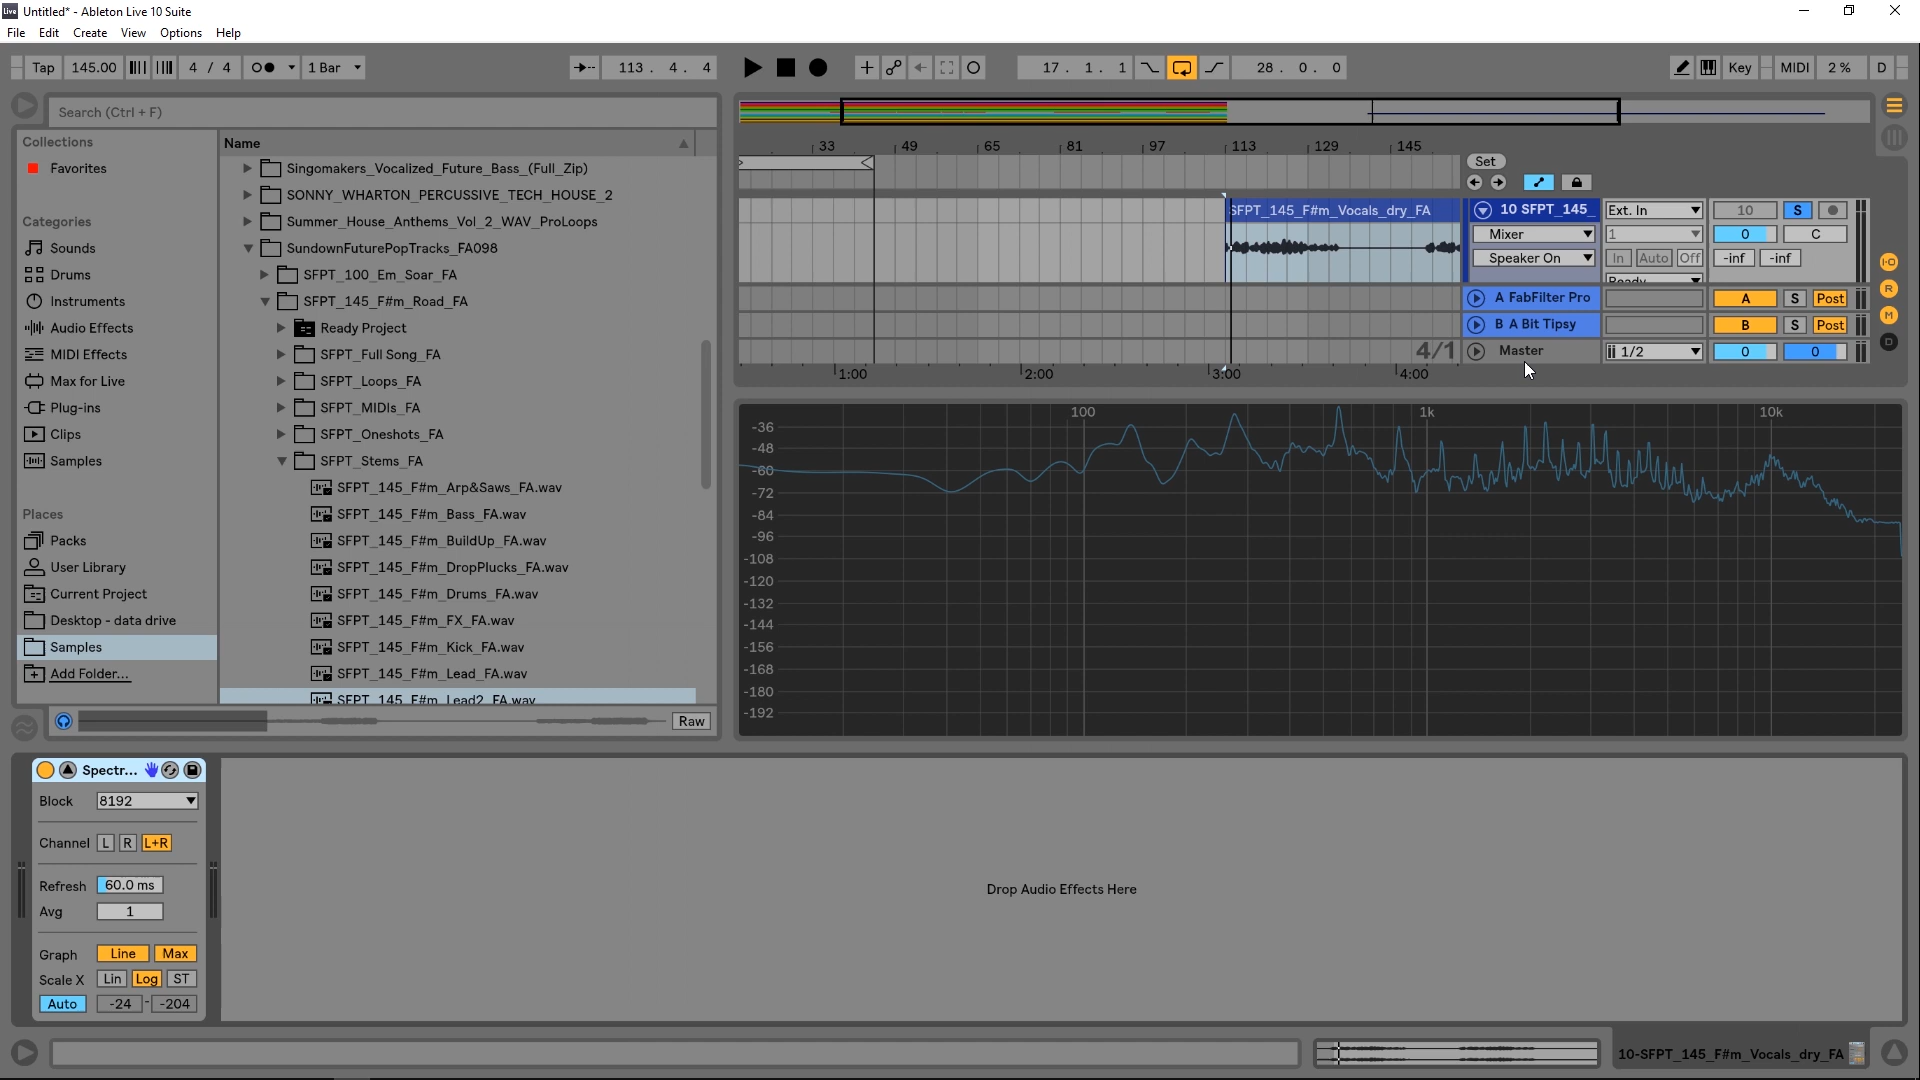 Live Untitled* - Ableton Live 10 Suite
File Edit Create View Options Help
Tap 145.00 4 / 4 1 Bar 113 . 4 . 4 17 . 1 . 1 28 . 0 . 0 Key MIDI 2 % D
Search (Ctrl + F)
Collections
Favorites
Categories
Sounds
Drums
Instruments
Audio Effects
MIDI Effects
Max for Live
Plug-ins
Clips
Samples
Places
Packs
User Library
Current Project
Desktop - data drive
Samples
Add Folder...
Name
Singomakers_Vocalized_Future_Bass_(Full_Zip)
SONNY_WHARTON_PERCUSSIVE_TECH_HOUSE_2
Summer_House_Anthems_Vol_2_WAV_ProLoops
SundownFuturePopTracks_FA098
SFPT_100_Em_Soar_FA
SFPT_145_F#m_Road_FA
Ready Project
SFPT_Full Song_FA
SFPT_Loops_FA
SFPT_MIDIs_FA
SFPT_Oneshots_FA
SFPT_Stems_FA
SFPT_145_F#m_Arp&Saws_FA.wav
SFPT_145_F#m_Bass_FA.wav
SFPT_145_F#m_BuildUp_FA.wav
SFPT_145_F#m_DropPlucks_FA.wav
SFPT_145_F#m_Drums_FA.wav
SFPT_145_F#m_FX_FA.wav
SFPT_145_F#m_Kick_FA.wav
SFPT_145_F#m_Lead_FA.wav
SFPT_145_F#m_Lead2_FA.wav
Raw
33 49 65 81 97 113 129 145
Set
SFPT_145_F#m_Vocals_dry_FA
10 SFPT_145_ Ext. In 10 S
Mixer 1 0 C
Speaker On In Auto Off -inf -inf
Ready
A FabFilter Pro A S Post
B A Bit Tipsy B S Post
4/1 Master 1/2 0 0
1:00 2:00 3:00 4:00
I·O
R
M
D
100 1k 10k
-36
-48
-60
-72
-84
-96
-108
-120
-132
-144
-156
-168
-180
-192
Spectr...
Block 8192
Channel L R L+R
Refresh 60.0 ms
Avg 1
Graph Line Max
Scale X Lin Log ST
Auto -24 - -204
Drop Audio Effects Here
10-SFPT_145_F#m_Vocals_dry_FA